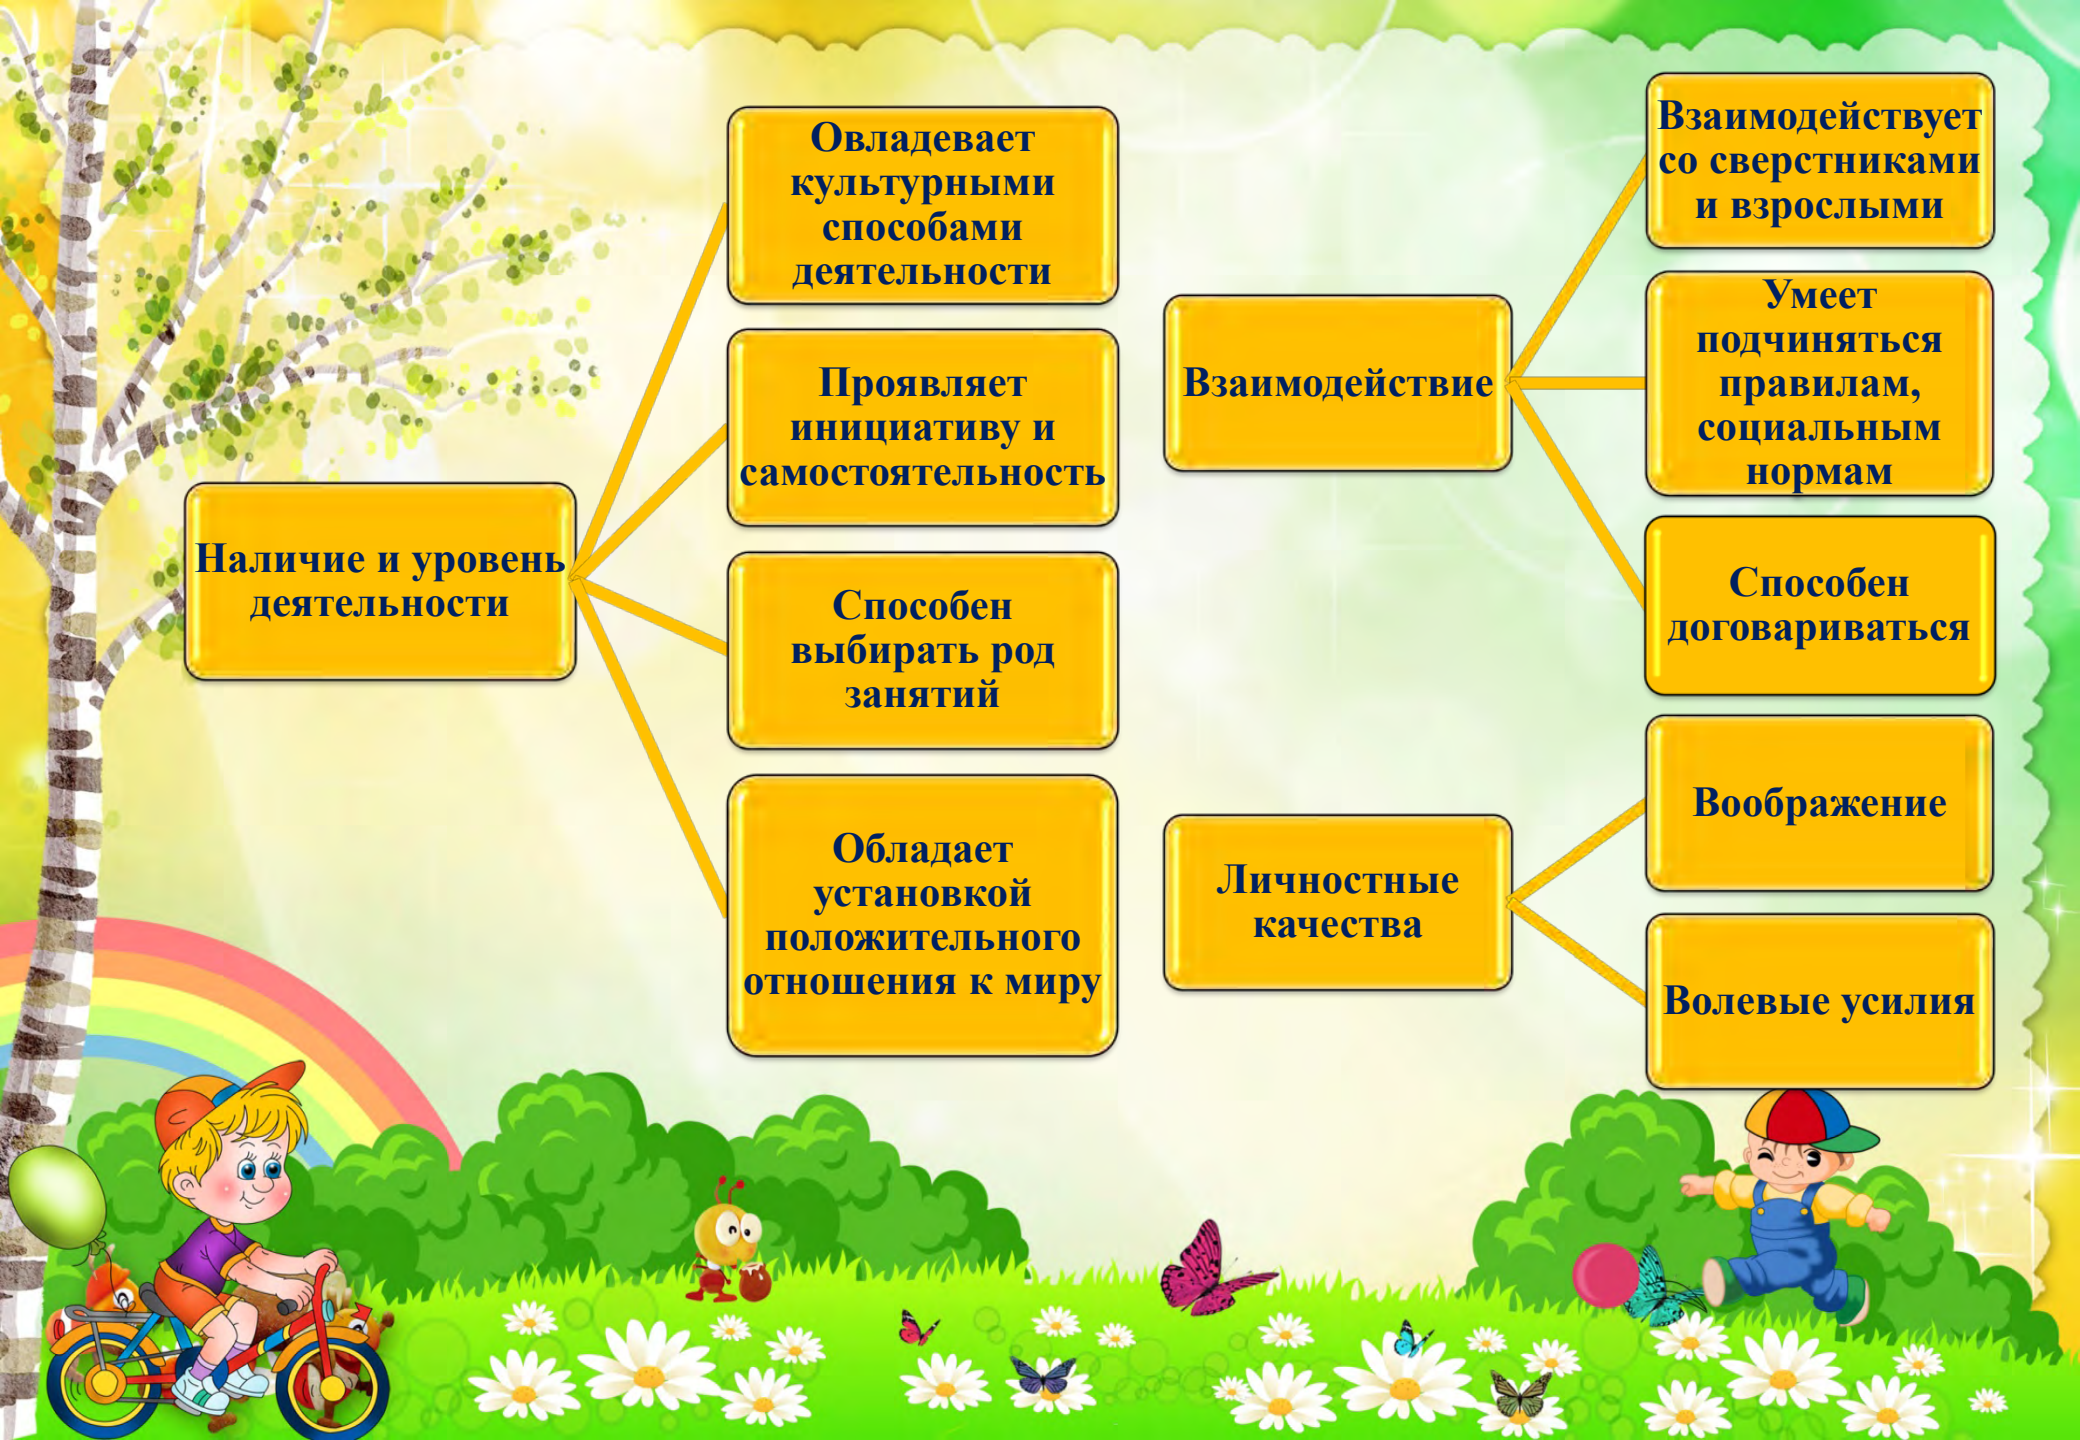 Наличие и уровень
деятельности
Овладевает
культурными
способами
деятельности
Проявляет
инициативу и
самостоятельность
Способен
выбирать род
занятий
Обладает
установкой
положительного
отношения к миру
Взаимодействие
Взаимодействует
со сверстниками
и взрослыми
Умеет
подчиняться
правилам,
социальным
нормам
Способен
договариваться
Личностные
качества
Воображение
Волевые усилия